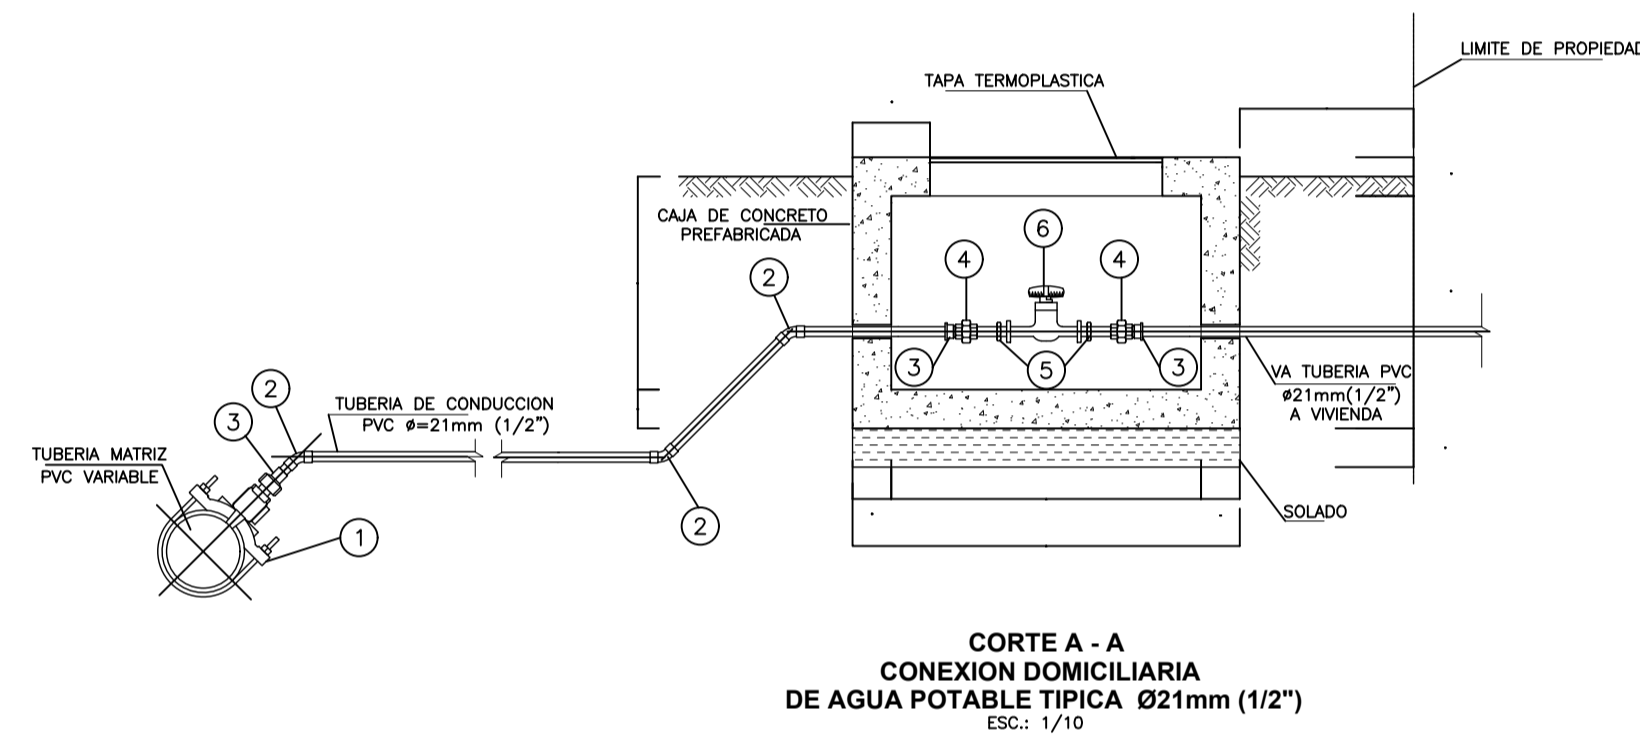 LIMITE DE PROPIEDAD
TAPA TERMOPLASTICA
CAJA DE CONCRETO
PREFABRICADA
6
4
4
2
3
5
3
VA TUBERIA PVC
Ø21mm(1/2")
A VIVIENDA
2
TUBERIA DE CONDUCCION
PVC Ø=21mm (1/2")
3
TUBERIA MATRIZ
PVC VARIABLE
2
1
SOLADO
CORTE A - A
CONEXION DOMICILIARIA
DE AGUA POTABLE TIPICA Ø21mm (1/2")
ESC.: 1/10